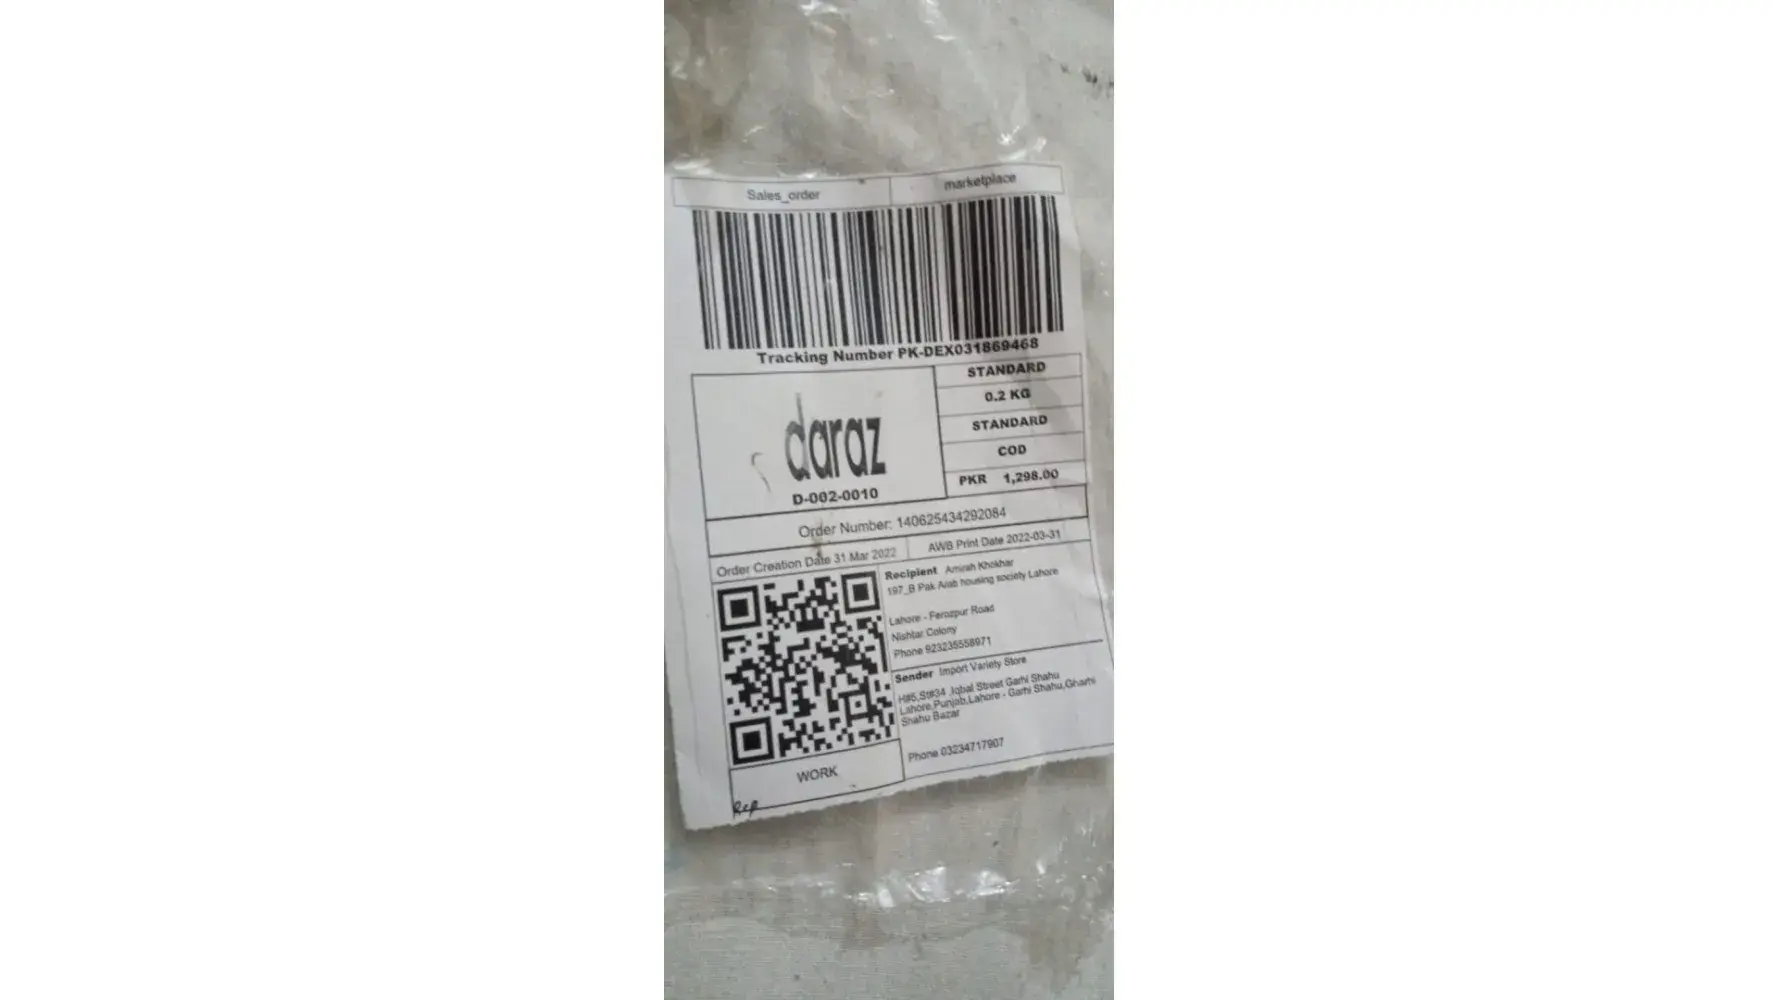 Sales_order
marketplace
Tracking Number PK-DEX031869468
daraz
D-002-0010
STANDARD
0.2 KG
STANDARD
COD
PKR 1,298.00
Order Number: 140625434292084
Order Creation Date 31 Mar 2022
AWB Print Date 2022-03-31
Recipient Amirah Khokhar
197_B Pak Arab housing society Lahore
Lahore - Ferozpur Road
Nishtar Colony
Phone 923235558971
Sender Import Variety Store
H#5,St#34 ,Iqbal Street Garhi Shahu
Lahore,Punjab,Lahore - Garhi Shahu,Gharhi
Shahu Bazar
Phone 03234717907
WORK